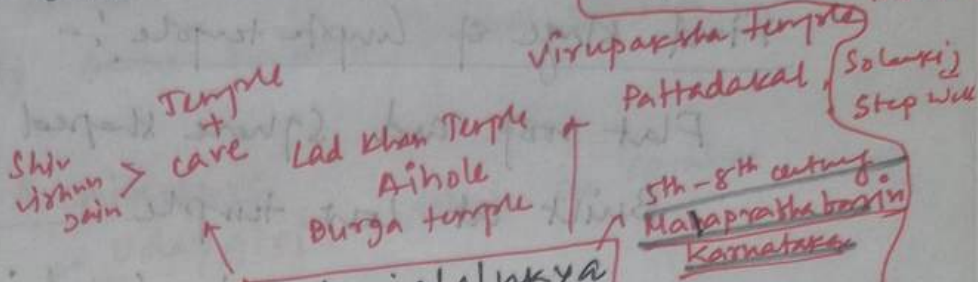 Virupaksha temple
Pattadakal
Solanki
Step Well
Temple
+
cave
Shiv
Vishnu
Jain
>
Lad Khan Temple
Aihole
Durga temple
5th-8th century
Malapratha basin
Karnataka